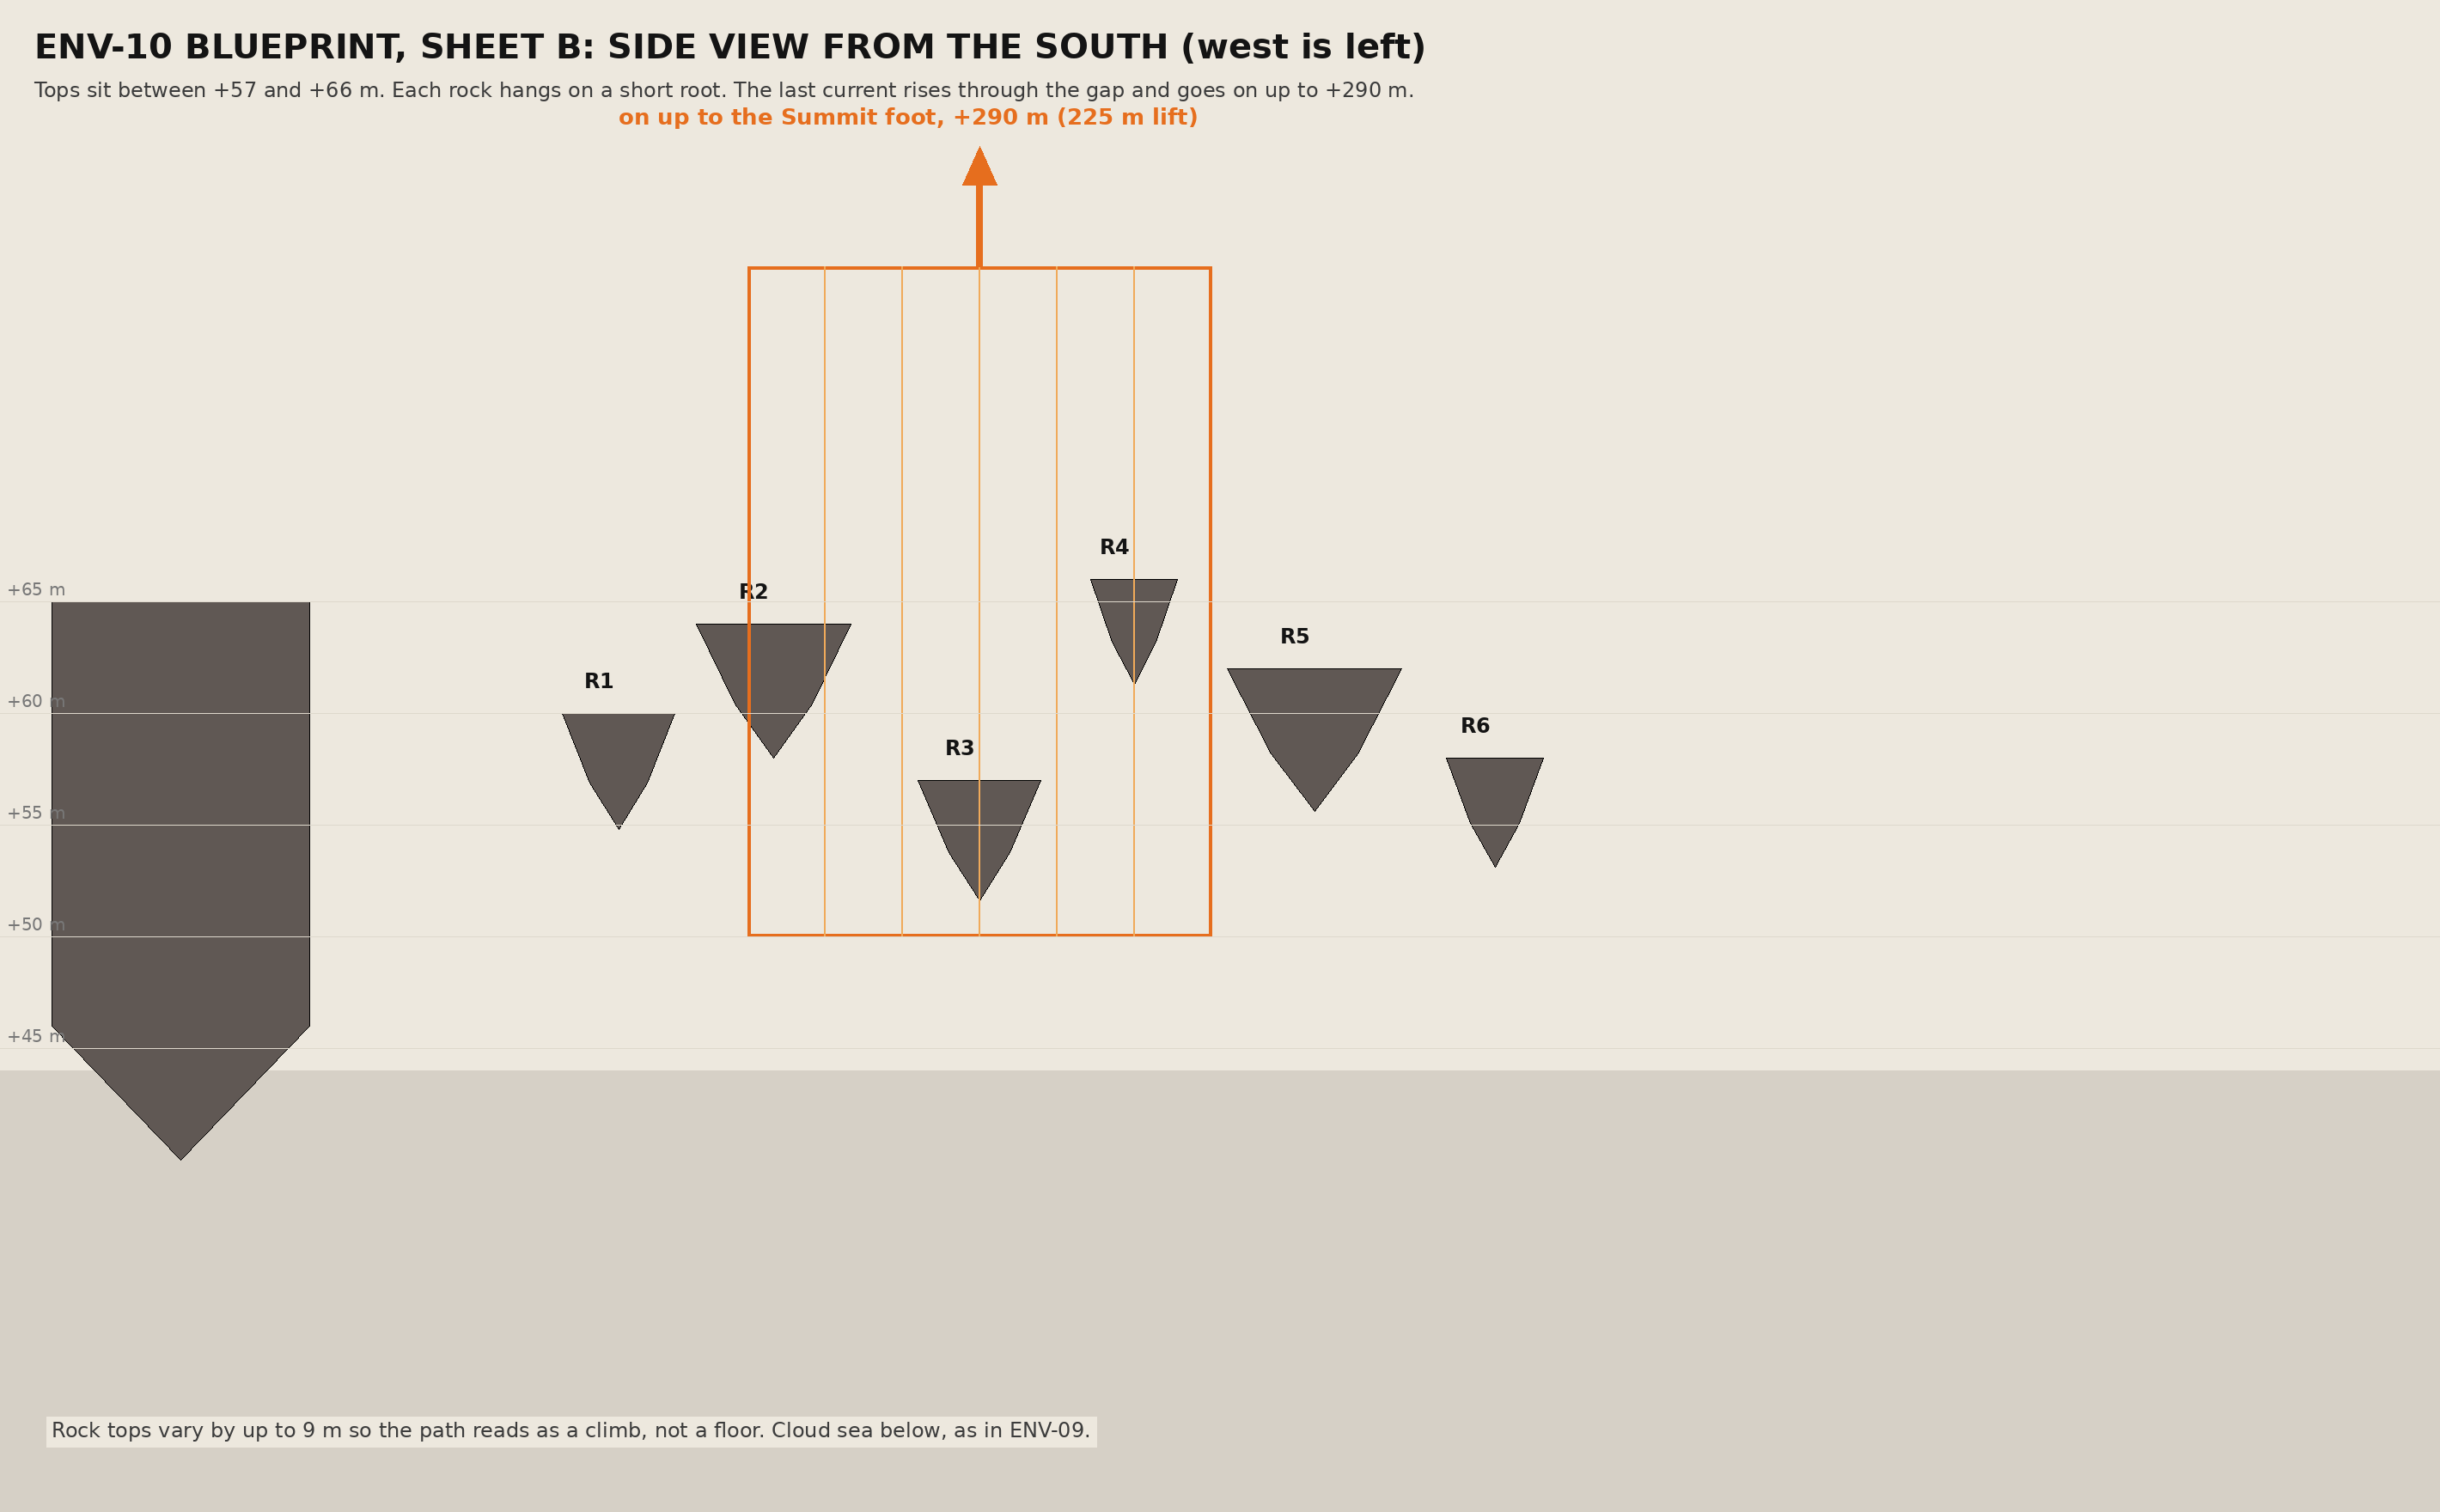 ENV-10 BLUEPRINT, SHEET B: SIDE VIEW FROM THE SOUTH (west is left)
Tops sit between +57 and +66 m. Each rock hangs on a short root. The last current rises through the gap and goes on up to +290 m.
on up to the Summit foot, +290 m (225 m lift)
R4
+65 m
R2
R5
R1
+60 m
R6
R3
+55 m
+50 m
+45 m
Rock tops vary by up to 9 m so the path reads as a climb, not a floor. Cloud sea below, as in ENV-09.